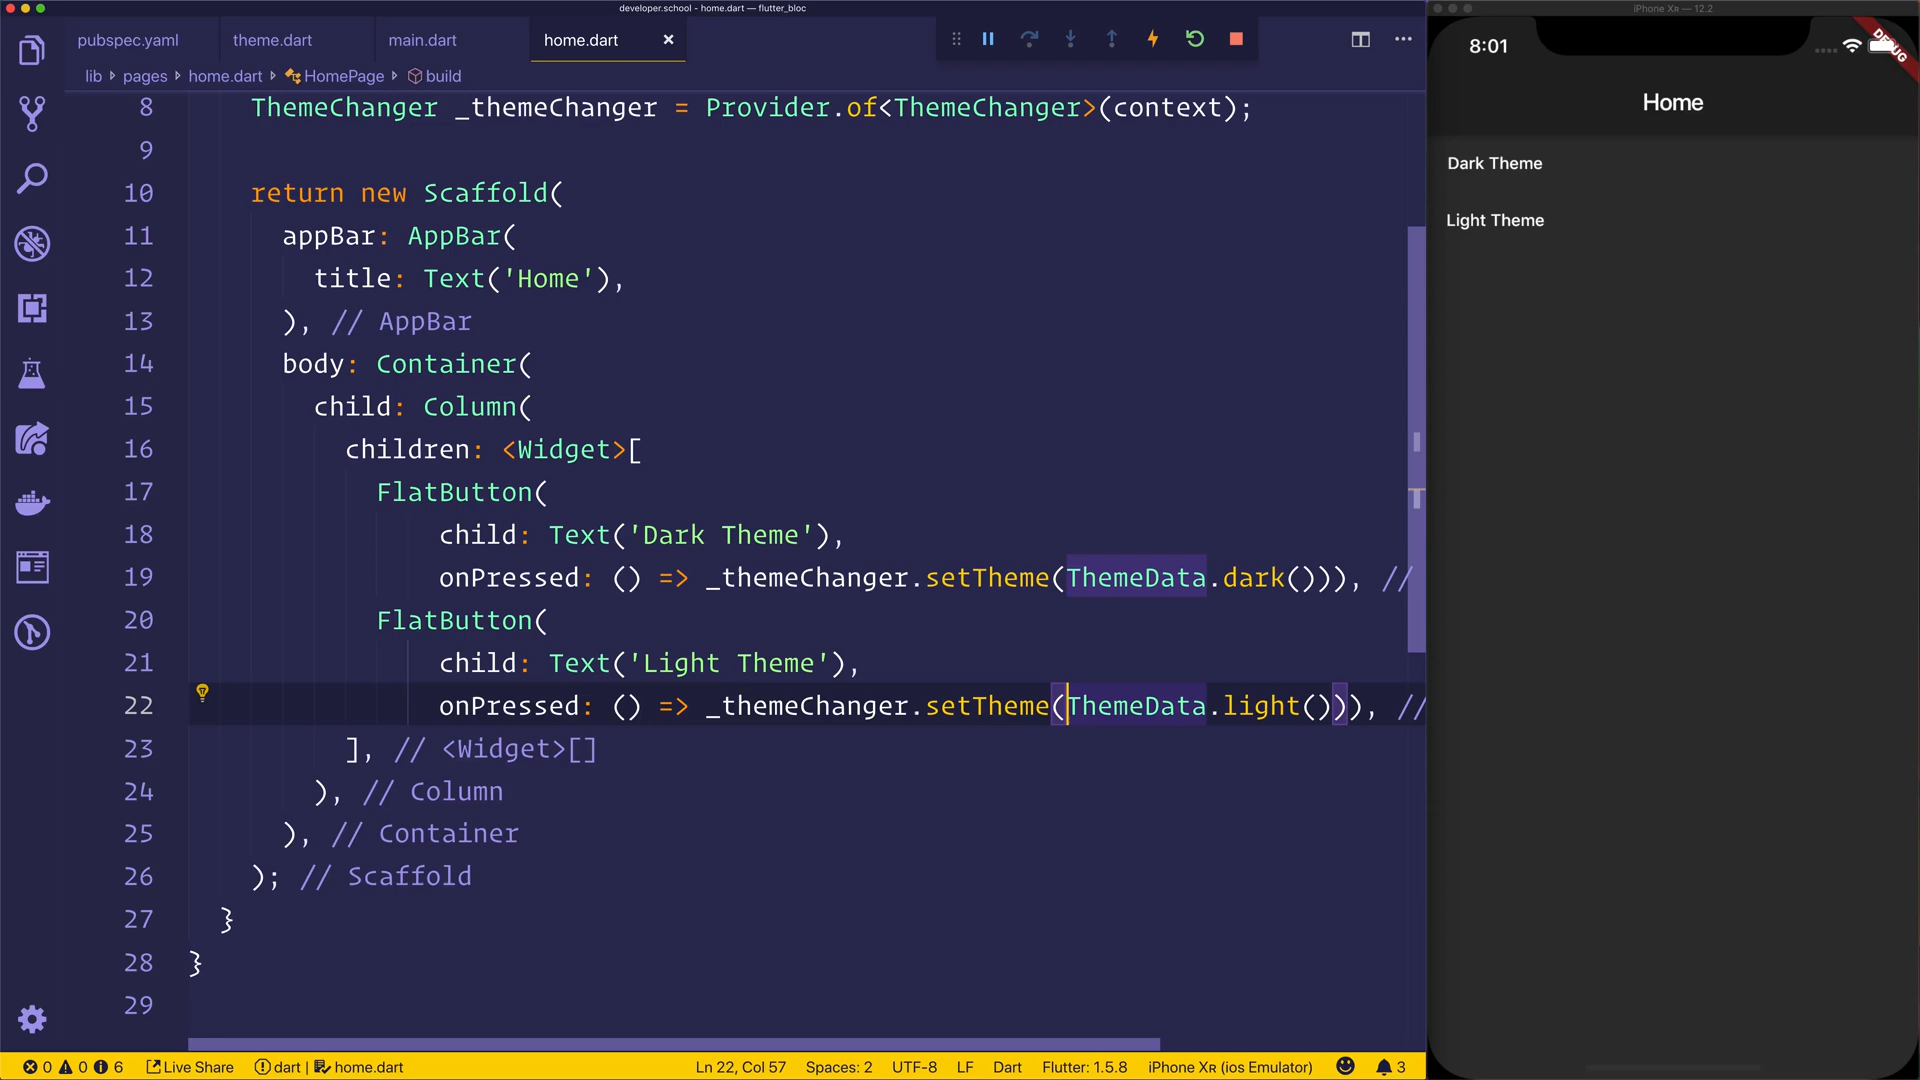 developer.school - home.dart — flutter_bloc
pubspec.yaml
theme.dart
main.dart
home.dart
lib
pages
home.dart
HomePage
build
8 ThemeChanger _themeChanger = Provider.of<ThemeChanger>(context);
9
10 return new Scaffold(
11 appBar: AppBar(
12 title: Text('Home'),
13 ), // AppBar
14 body: Container(
15 child: Column(
16 children: <Widget>[
17 FlatButton(
18 child: Text('Dark Theme'),
19 onPressed: () => _themeChanger.setTheme(ThemeData.dark())), //
20 FlatButton(
21 child: Text('Light Theme'),
22 onPressed: () => _themeChanger.setTheme(ThemeData.light())), //
23 ], // <Widget>[]
24 ), // Column
25 ), // Container
26 ); // Scaffold
27 }
28 }
29
0 0 6 Live Share dart | home.dart Ln 22, Col 57 Spaces: 2 UTF-8 LF Dart Flutter: 1.5.8 iPhone Xʀ (ios Emulator) 3
iPhone Xʀ — 12.2
8:01
DEBUG
Home
Dark Theme
Light Theme